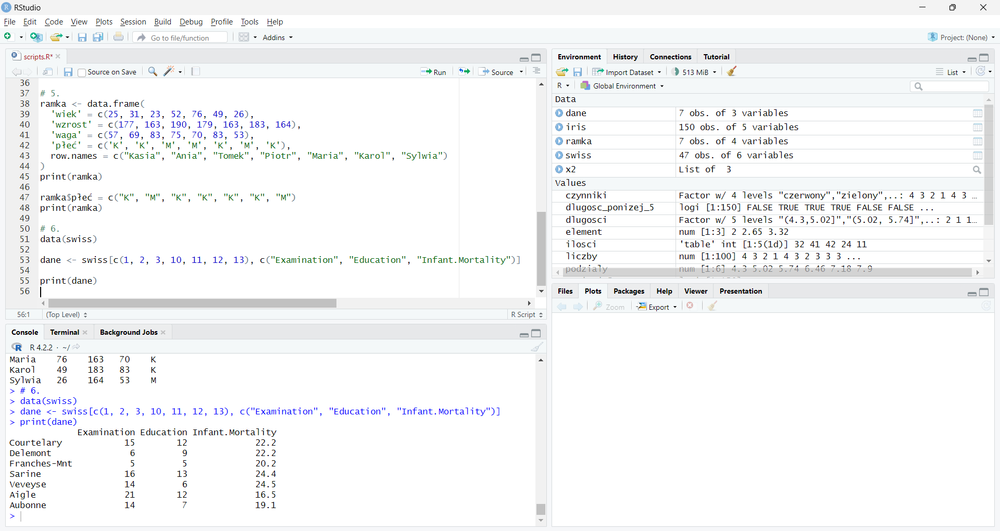 RStudio
File Edit Code View Plots Session Build Debug Profile Tools Help
Go to file/function Addins Project: (None)
scripts.R*
Source on Save Run Source
36
37 # 5.
38 ramka <- data.frame(
39 'wiek' = c(25, 31, 23, 52, 76, 49, 26),
40 'wzrost' = c(177, 163, 190, 179, 163, 183, 164),
41 'waga' = c(57, 69, 83, 75, 70, 83, 53),
42 'płeć' = c('K', 'K', 'M', 'M', 'K', 'M', 'K'),
43 row.names = c("Kasia", "Ania", "Tomek", "Piotr", "Maria", "Karol", "Sylwia")
44 )
45 print(ramka)
46
47 ramka$płeć = c("K", "M", "K", "K", "K", "K", "M")
48 print(ramka)
49
50 # 6.
51 data(swiss)
52
53 dane <- swiss[c(1, 2, 3, 10, 11, 12, 13), c("Examination", "Education", "Infant.Mortality")]
54
55 print(dane)
56
56:1 (Top Level) R Script
Console Terminal Background Jobs
R 4.2.2 · ~/
Maria 76 163 70 K
Karol 49 183 83 K
Sylwia 26 164 53 M
> # 6.
> data(swiss)
> dane <- swiss[c(1, 2, 3, 10, 11, 12, 13), c("Examination", "Education", "Infant.Mortality")]
> print(dane)
Examination Education Infant.Mortality
Courtelary 15 12 22.2
Delemont 6 9 22.2
Franches-Mnt 5 5 20.2
Sarine 16 13 24.4
Veveyse 14 6 24.5
Aigle 21 12 16.5
Aubonne 14 7 19.1
>
Environment History Connections Tutorial
Import Dataset 513 MiB List
R Global Environment
Data
dane 7 obs. of 3 variables
iris 150 obs. of 5 variables
ramka 7 obs. of 4 variables
swiss 47 obs. of 6 variables
x2 List of 3
Values
czynniki Factor w/ 4 levels "czerwony","zielony",..: 4 3 2 1 4 3 ...
dlugosc_ponizej_5 logi [1:150] FALSE TRUE TRUE TRUE FALSE FALSE ...
dlugosci Factor w/ 5 levels "(4.3,5.02]","(5.02, 5.74]",..: 2 1 1...
element num [1:3] 2 2.65 3.32
ilosci 'table' int [1:5(1d)] 32 41 42 24 11
liczby num [1:100] 4 3 2 1 4 3 2 3 3 3 ...
podzialy num [1:6] 4.3 5.02 5.74 6.46 7.18 7.9
Files Plots Packages Help Viewer Presentation
Zoom Export